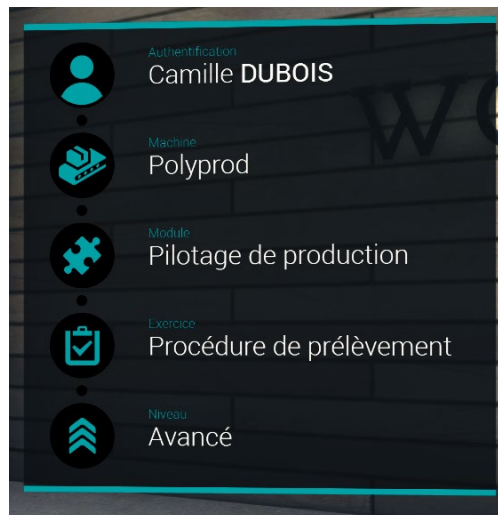 Authentification
Camille DUBOIS
Machine
Polyprod
Module
Pilotage de production
Exercice
Procédure de prélèvement
Niveau
Avancé